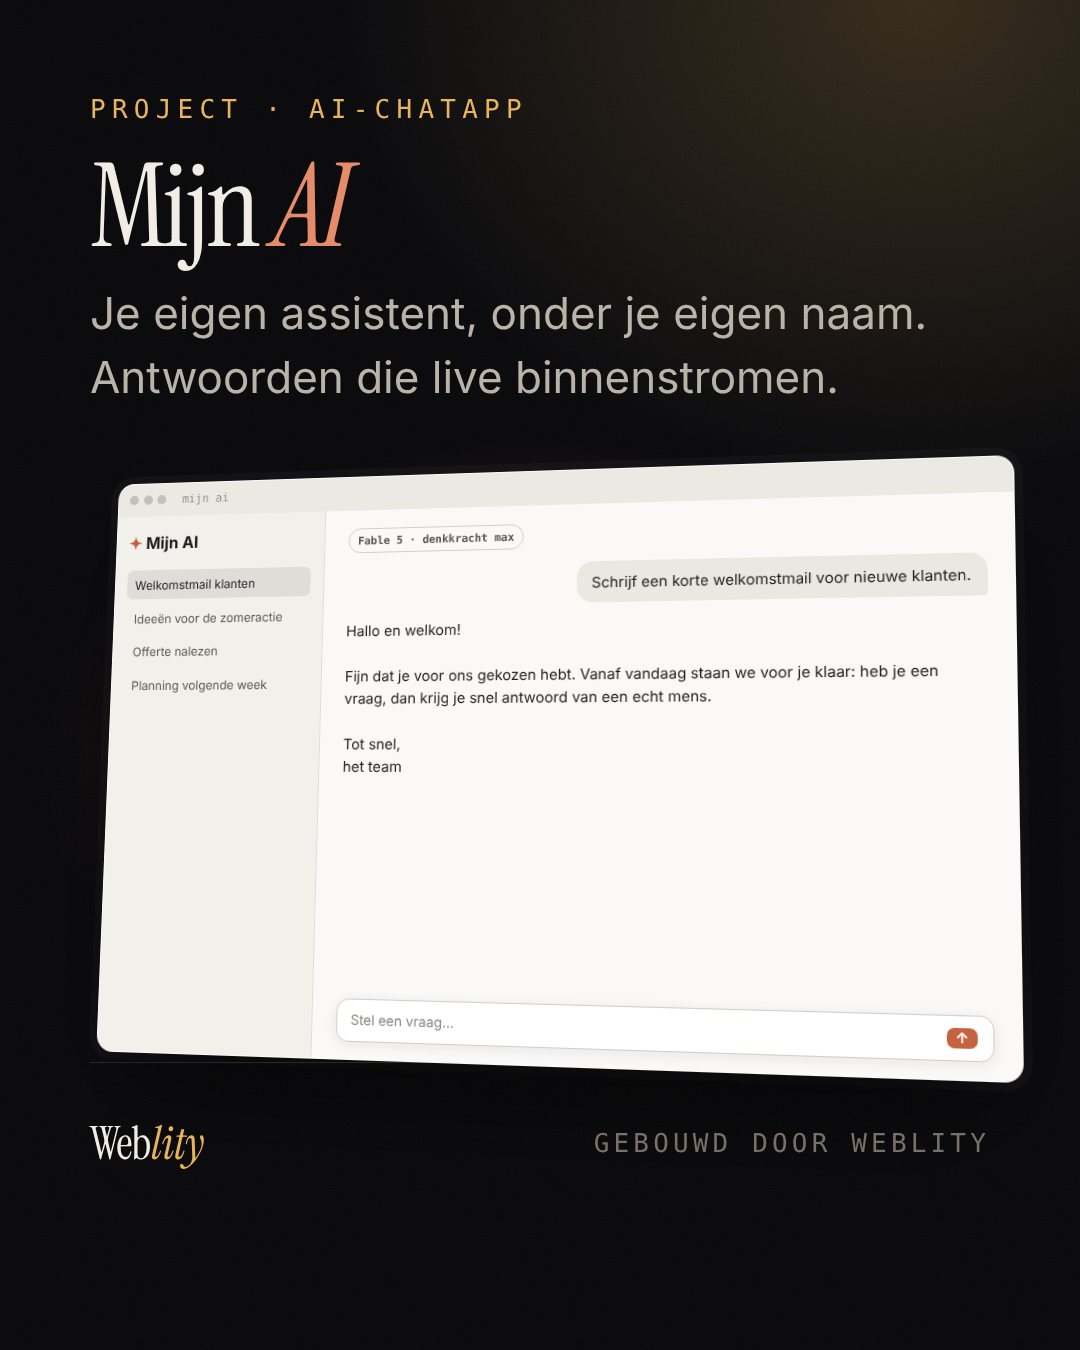 PROJECT · AI-CHATAPP
Mijn AI
Je eigen assistent, onder je eigen naam.
Antwoorden die live binnenstromen.
mijn ai
✦ Mijn AI
Welkomstmail klanten
Ideeën voor de zomeractie
Offerte nalezen
Planning volgende week
Fable 5 · denkkracht max
Schrijf een korte welkomstmail voor nieuwe klanten.
Hallo en welkom!
Fijn dat je voor ons gekozen hebt. Vanaf vandaag staan we voor je klaar: heb je een
vraag, dan krijg je snel antwoord van een echt mens.
Tot snel,
het team
Stel een vraag...
Weblity
GEBOUWD DOOR WEBLITY